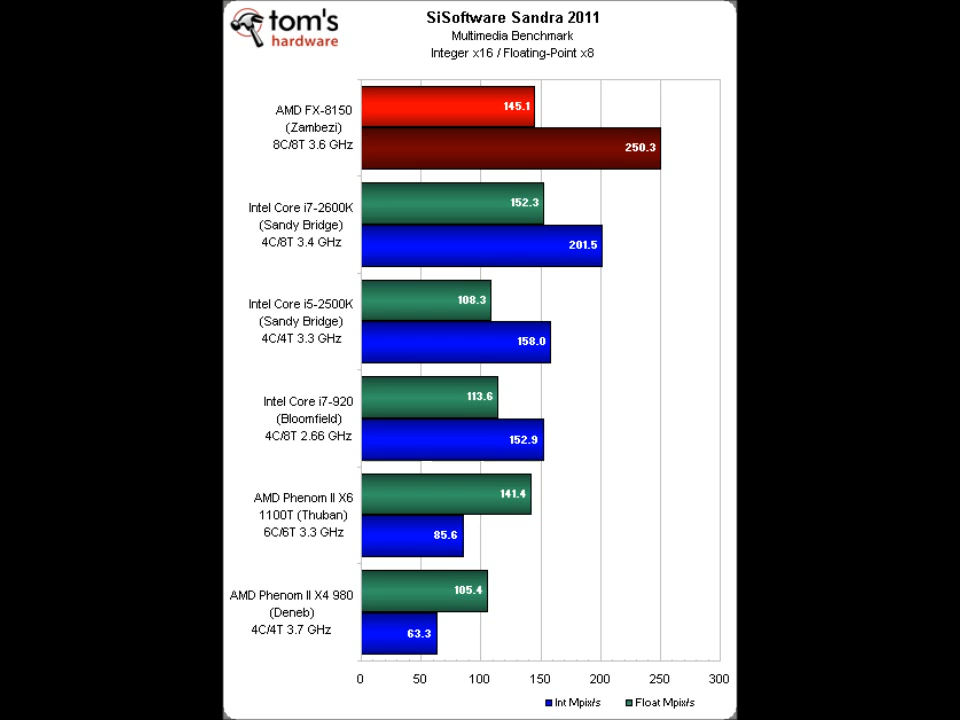 tom's
hardware
SiSoftware Sandra 2011
Multimedia Benchmark
Integer x16 / Floating-Point x8
AMD FX-8150
(Zambezi)
8C/8T 3.6 GHz
145.1
250.3
Intel Core i7-2600K
(Sandy Bridge)
4C/8T 3.4 GHz
152.3
201.5
Intel Core i5-2500K
(Sandy Bridge)
4C/4T 3.3 GHz
108.3
158.0
Intel Core i7-920
(Bloomfield)
4C/8T 2.66 GHz
113.6
152.9
AMD Phenom II X6
1100T (Thuban)
6C/6T 3.3 GHz
141.4
85.6
AMD Phenom II X4 980
(Deneb)
4C/4T 3.7 GHz
105.4
63.3
0 50 100 150 200 250 300
Int Mpix/s Float Mpix/s